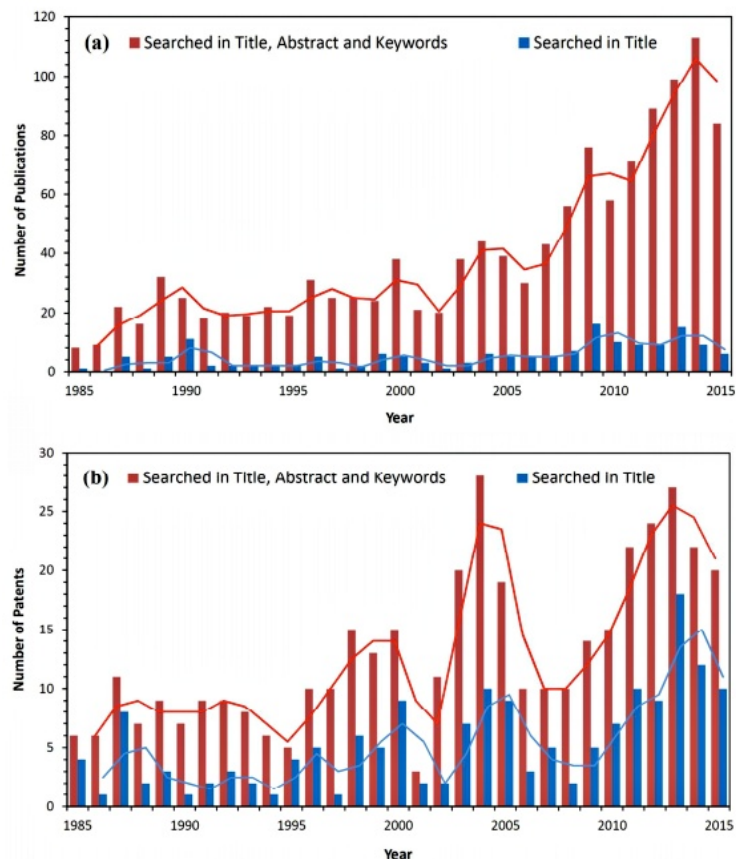 120
(a)
Searched in Title, Abstract and Keywords
Searched in Title
100
80
60
40
20
0
Number of Publications
1985 1990 1995 2000 2005 2010 2015
Year
30
(b)
Searched in Title, Abstract and Keywords
Searched in Title
25
20
15
10
5
0
Number of Patents
1985 1990 1995 2000 2005 2010 2015
Year